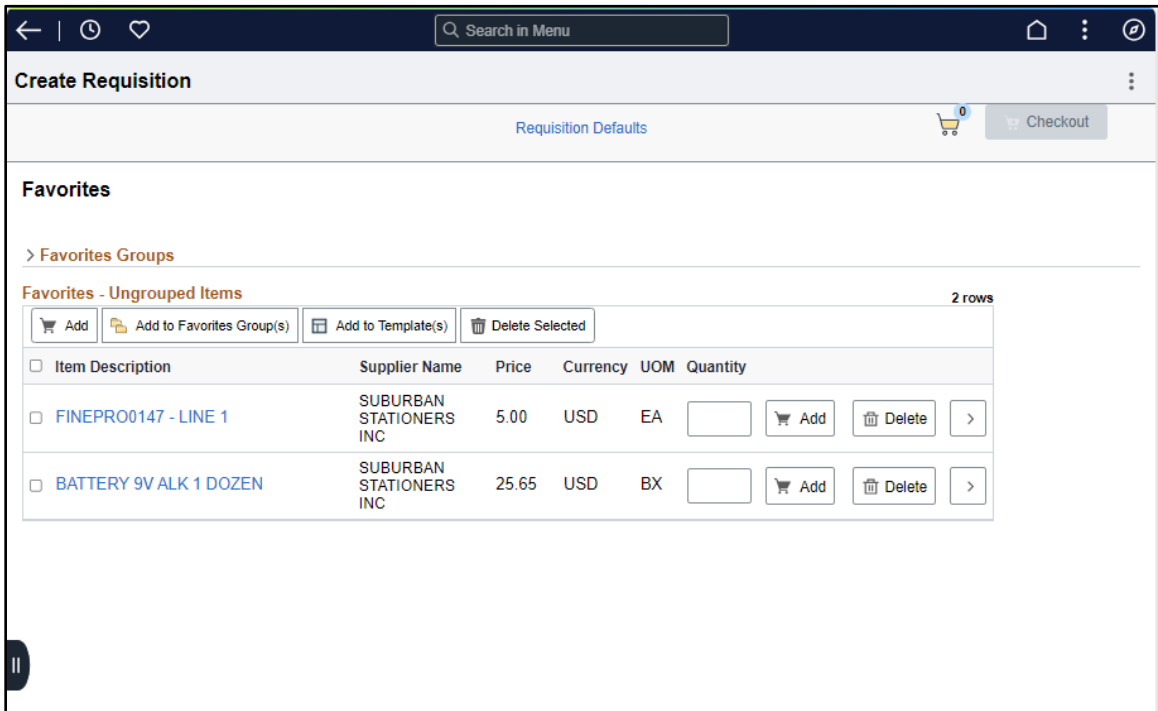 Search in Menu
Create Requisition
Requisition Defaults
0
Checkout
Favorites
Favorites Groups
Favorites - Ungrouped Items
2 rows
Add Add to Favorites Group(s) Add to Template(s) Delete Selected
Item Description Supplier Name Price Currency UOM Quantity
FINEPRO0147 - LINE 1 SUBURBAN STATIONERS INC 5.00 USD EA Add Delete
BATTERY 9V ALK 1 DOZEN SUBURBAN STATIONERS INC 25.65 USD BX Add Delete